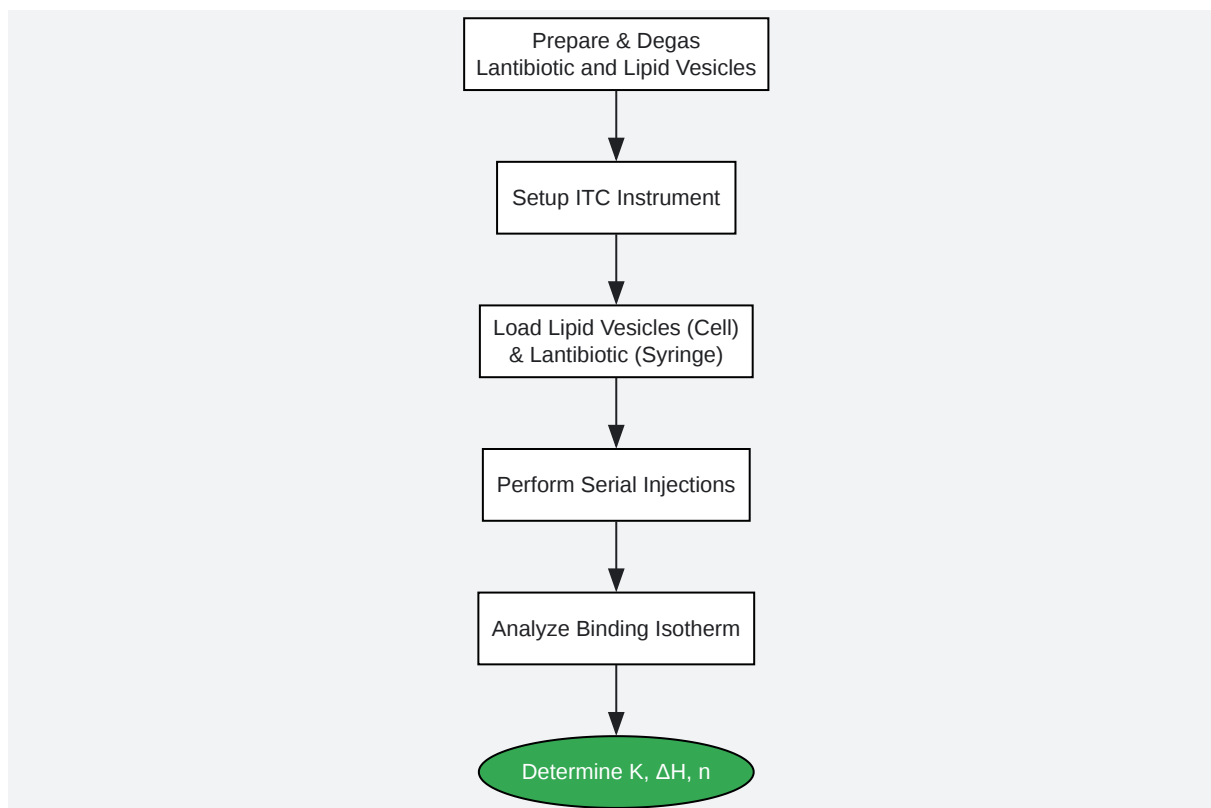 Prepare & Degas
Lantibiotic and Lipid Vesicles
Setup ITC Instrument
Load Lipid Vesicles (Cell)
& Lantibiotic (Syringe)
Perform Serial Injections
Analyze Binding Isotherm
Determine K, ΔH, n